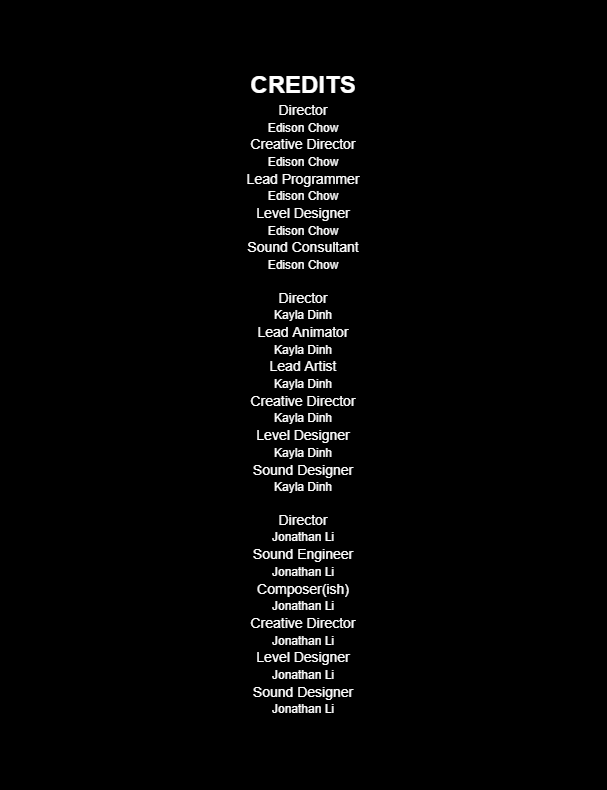 CREDITS
Director
Edison Chow
Creative Director
Edison Chow
Lead Programmer
Edison Chow
Level Designer
Edison Chow
Sound Consultant
Edison Chow
Director
Kayla Dinh
Lead Animator
Kayla Dinh
Lead Artist
Kayla Dinh
Creative Director
Kayla Dinh
Level Designer
Kayla Dinh
Sound Designer
Kayla Dinh
Director
Jonathan Li
Sound Engineer
Jonathan Li
Composer(ish)
Jonathan Li
Creative Director
Jonathan Li
Level Designer
Jonathan Li
Sound Designer
Jonathan Li